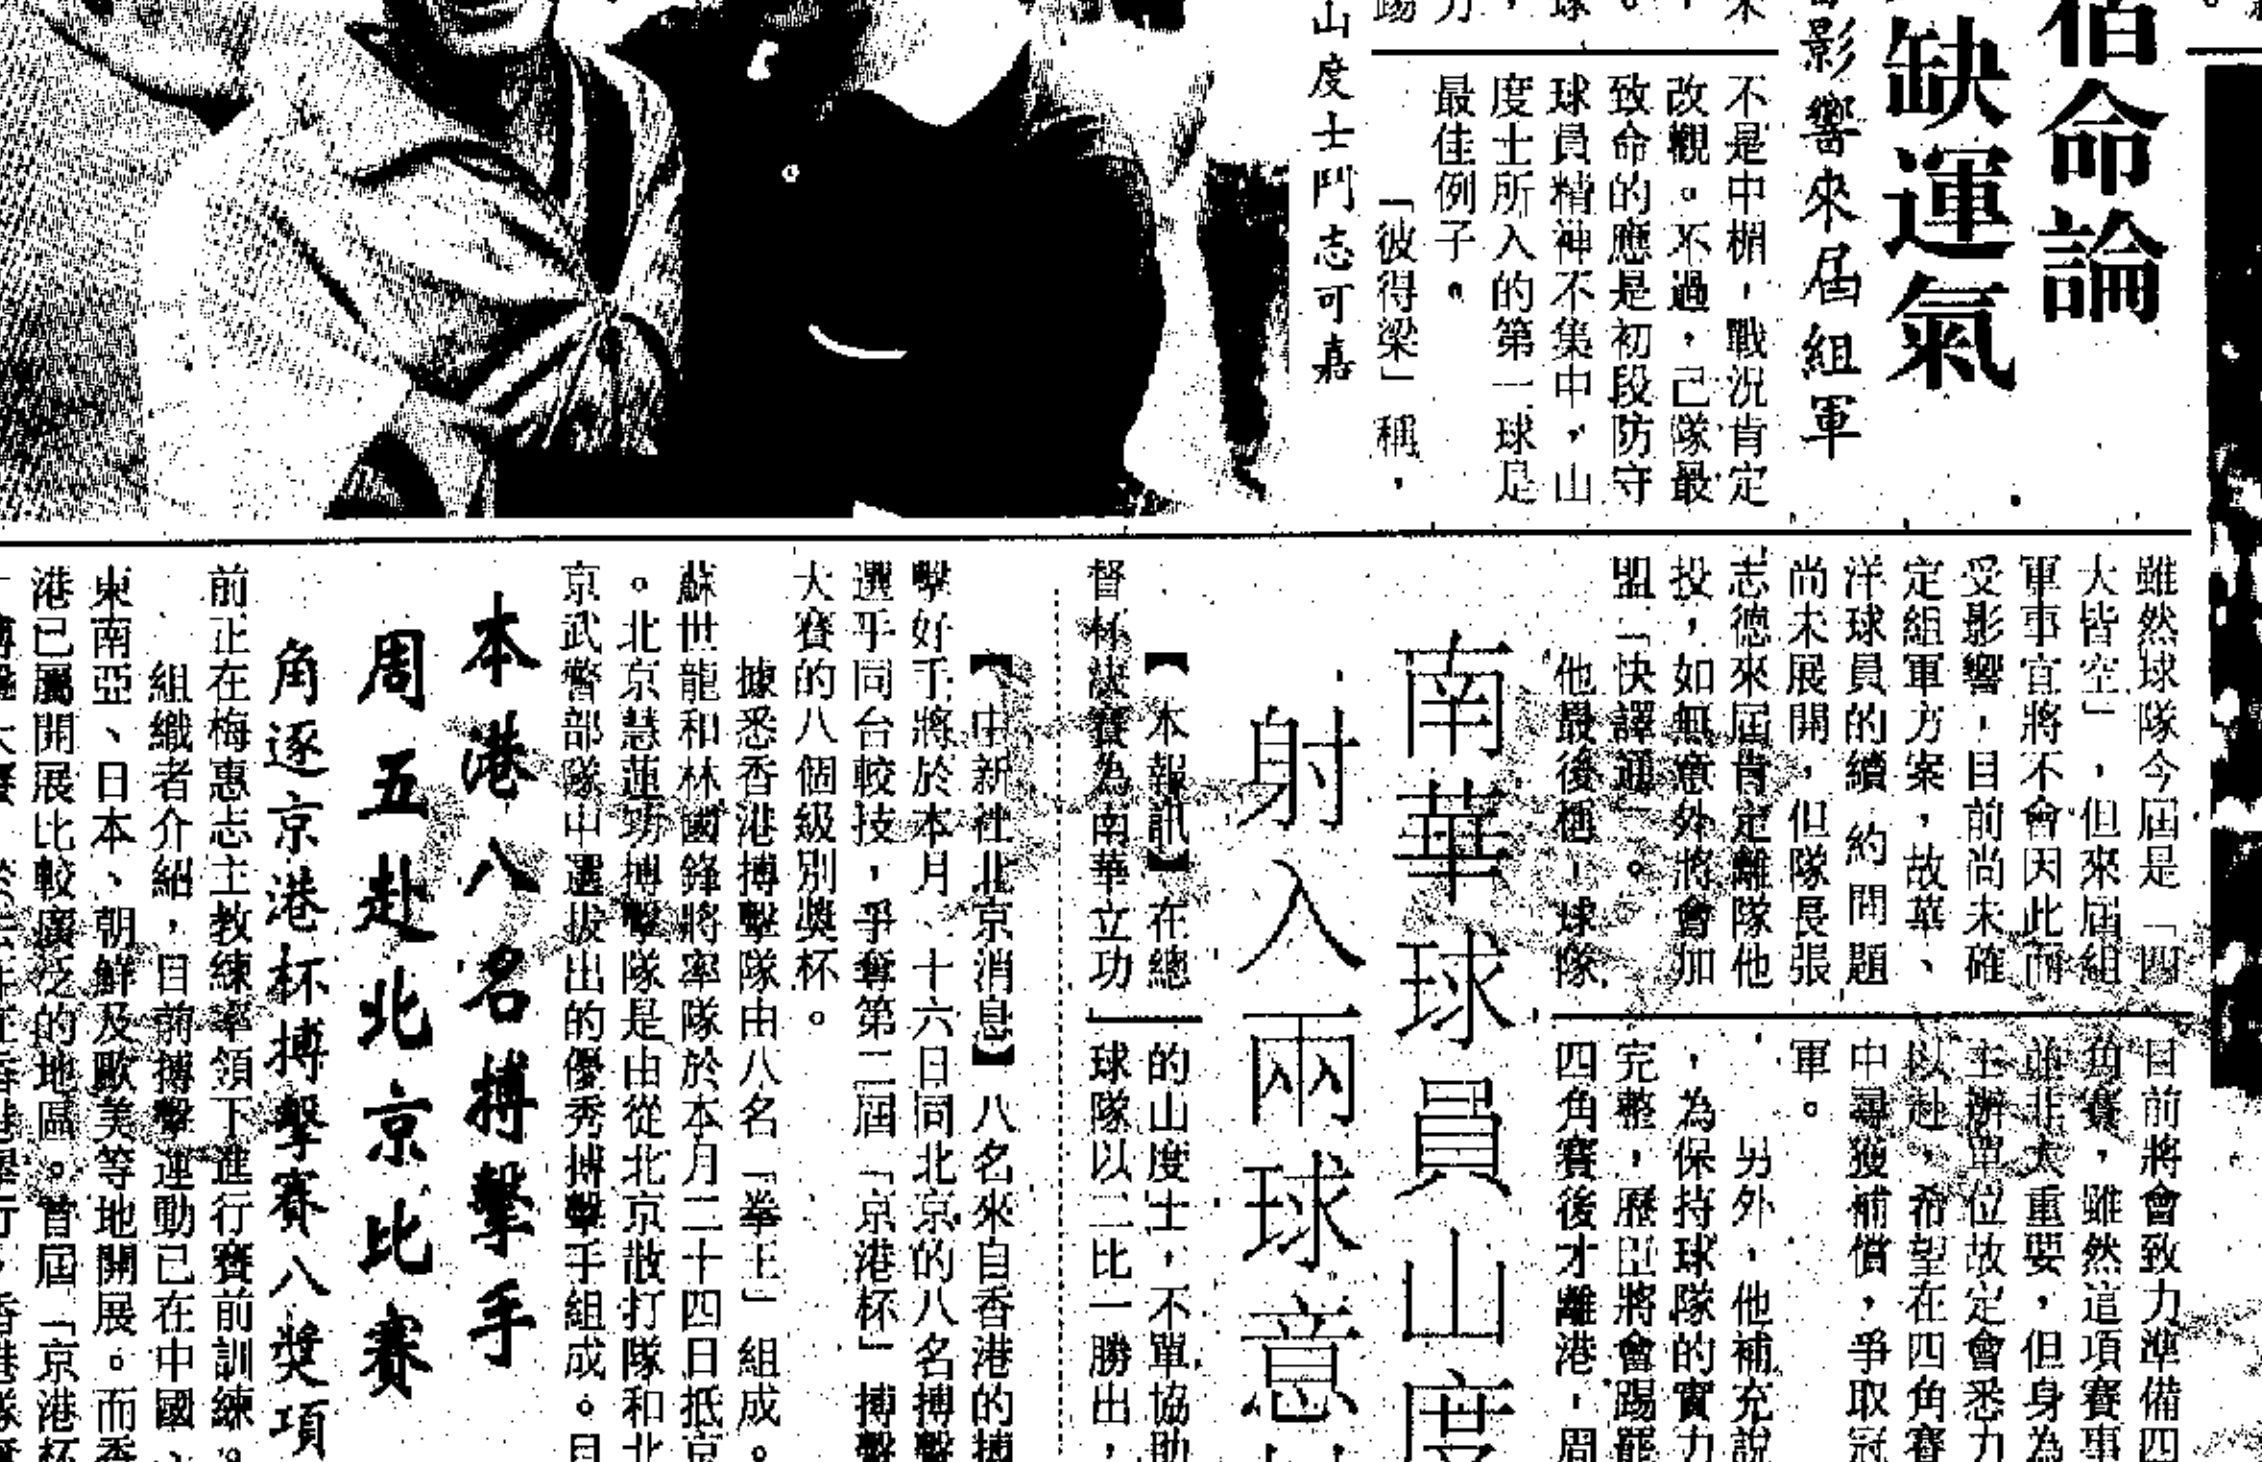 宿命論
缺運氣
影響來屆組軍
不是中楣，戰況肯定
改觀。不過，己隊最
致命的應是初段防守
球員精神不集中，山
度士所入的第一球是
最佳例子。
「彼得梁」稱，
山度士鬥志可嘉
雖然球隊今屆是「四
大皆空」，但來屆組
軍事宜將不會因此而
受影響，目前尚未確
定組軍方案，故華、
洋球員的續約問題
尚未展開，但隊長張
志德來屆肯定離隊他
投，如無意外將會加
盟「快譯通」。
他最後稱，球隊
目前將會致力準備四
角賽，雖然這項賽事
並非大重要，但身為
主辦單位故定會悉力
以赴，希望在四角賽
中尋獲補償，爭取冠
軍。
另外，他補充說
，為保持球隊的實力
完整，歷臣將會踢罷
四角賽後才離港，周
南華球員山度
射入兩球意
【本報訊】在總
督杯決賽為南華立功
的山度士，不單協助
球隊以二比一勝出，
【中新社北京消息】八名來自香港的搏
擊好手將於本月、十六日同北京的八名搏擊
選手同台較技，爭奪第二屆「京港杯」搏擊
大賽的八個級別獎杯。
據悉香港搏擊隊由八名「拳王」組成。
蘇世龍和林國鋒將率隊於本月二十四日抵京
。北京慧蓮功搏擊隊是由從北京散打隊和北
京武警部隊中選拔出的優秀搏擊手組成。目
本港八名搏擊手
周五赴北京比賽
角逐京港杯搏擊賽八獎項
前正在梅惠志主教練率領下進行賽前訓練。
組織者介紹，目前搏擊運動已在中國、
東南亞、日本、朝鮮及歐美等地開展。而香
港已屬開展比較廣泛的地區。首屆「京港杯